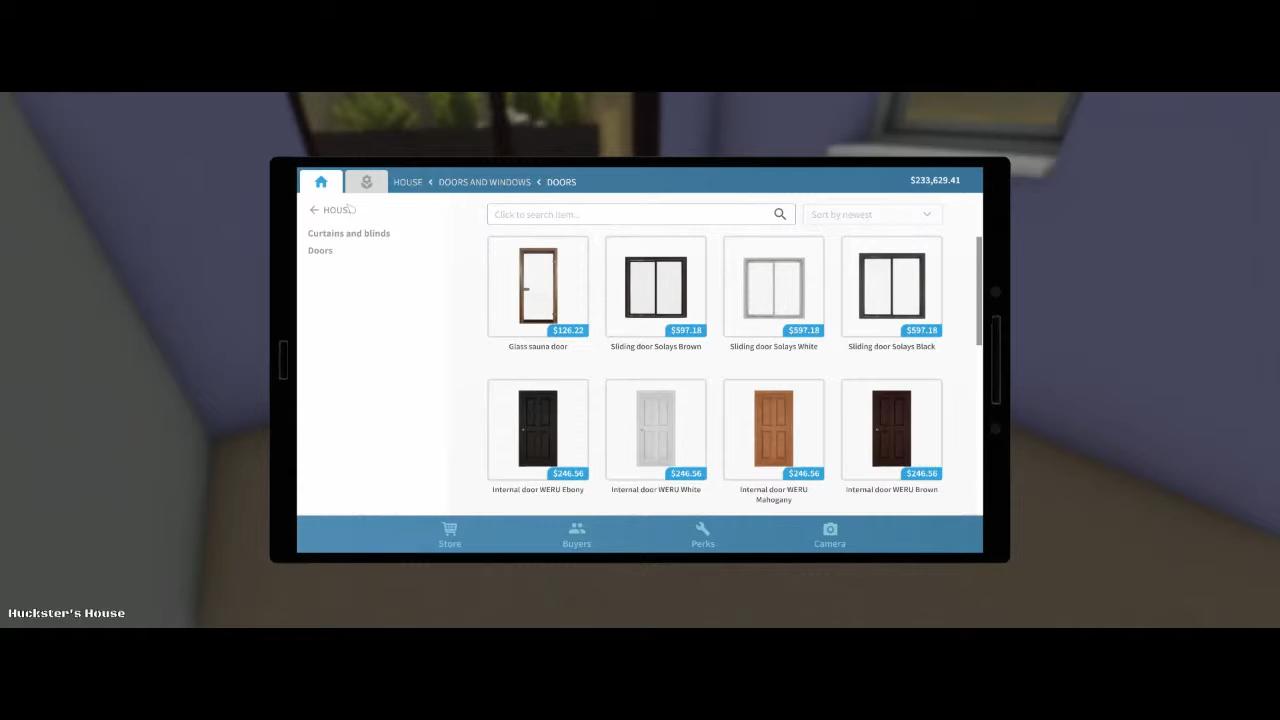 HOUSE < DOORS AND WINDOWS < DOORS
$233,629.41
HOUSE
Curtains and blinds
Doors
Click to search item...
Sort by newest
$126.22
$597.18
$597.18
$597.18
Glass sauna door
Sliding door Solays Brown
Sliding door Solays White
Sliding door Solays Black
$246.56
$246.56
$246.56
$246.56
Internal door WERU Ebony
Internal door WERU White
Internal door WERU
Mahogany
Internal door WERU Brown
Store
Buyers
Perks
Camera
Huckster's House